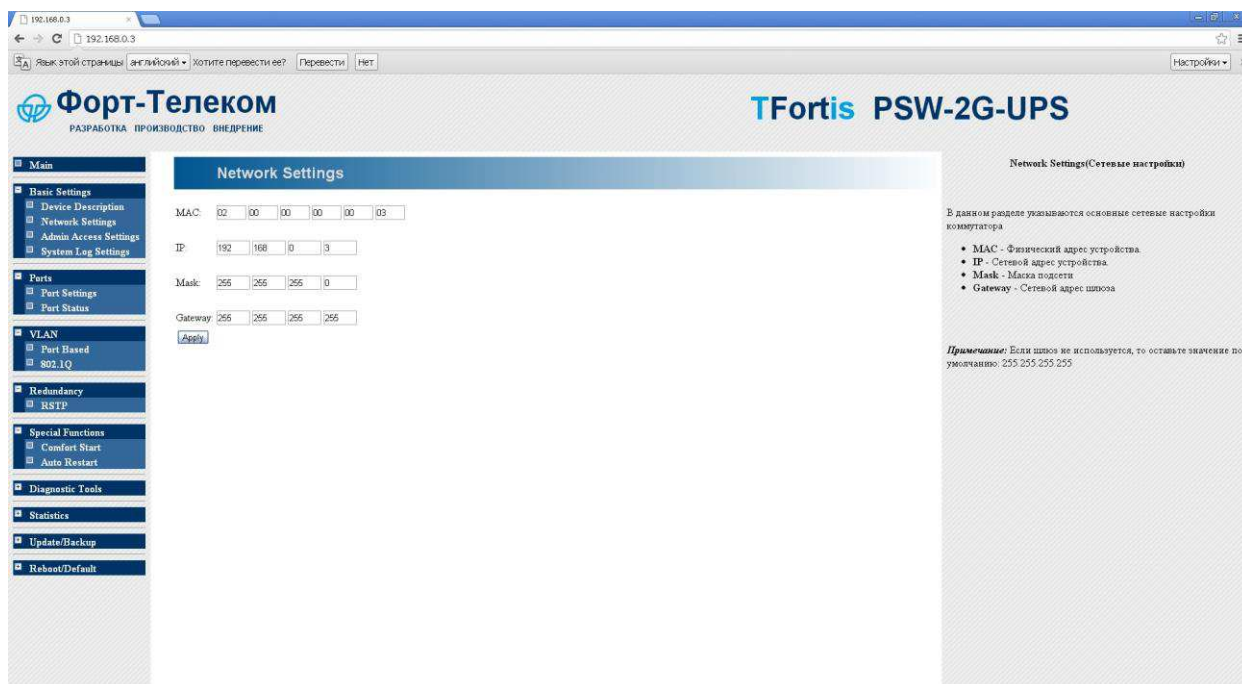 192.168.0.3
192.168.0.3
Язык этой страницы английский Хотите перевести ее? Перевести Нет Настройки
Форт-Телеком
РАЗРАБОТКА ПРОИЗВОДСТВО ВНЕДРЕНИЕ
TFortis PSW-2G-UPS
Main
Basic Settings
Device Description
Network Settings
Admin Access Settings
System Log Settings
Ports
Port Settings
Port Status
VLAN
Port Based
802.1Q
Redundancy
RSTP
Special Functions
Comfort Start
Auto Restart
Diagnostic Tools
Statistics
Update/Backup
Reboot/Default
Network Settings
MAC: 02 00 00 00 00 03
IP: 192 168 0 3
Mask: 255 255 255 0
Gateway: 255 255 255 255
Apply
Network Settings(Сетевые настройки)
В данном разделе указываются основные сетевые настройки
коммутатора
MAC - Физический адрес устройства.
IP - Сетевой адрес устройства.
Mask - Маска подсети
Gateway - Сетевой адрес шлюза
Примечание: Если шлюз не используется, то оставьте значение по
умолчанию: 255.255.255.255